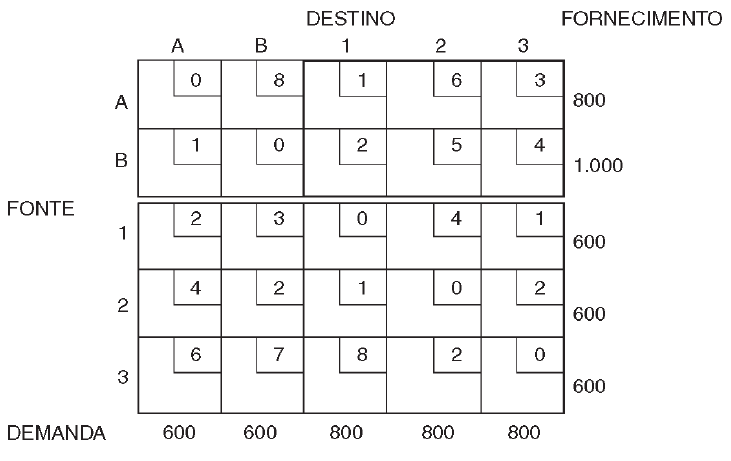 DESTINO FORNECIMENTO
A B 1 2 3
A 0 8 1 6 3 800
B 1 0 2 5 4 1.000
FONTE
1 2 3 0 4 1 600
2 4 2 1 0 2 600
3 6 7 8 2 0 600
DEMANDA 600 600 800 800 800